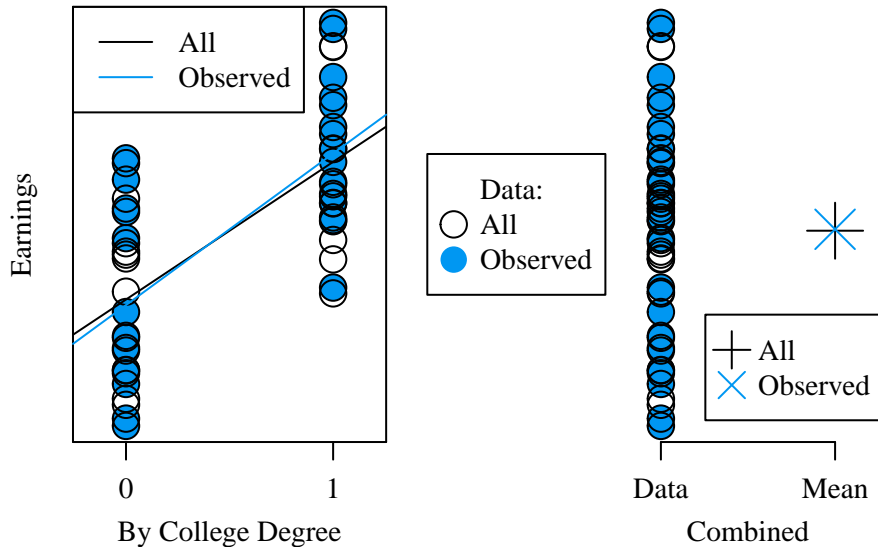 All
Observed
Earnings
0
1
By College Degree
Data:
All
Observed
All
Observed
Data
Mean
Combined